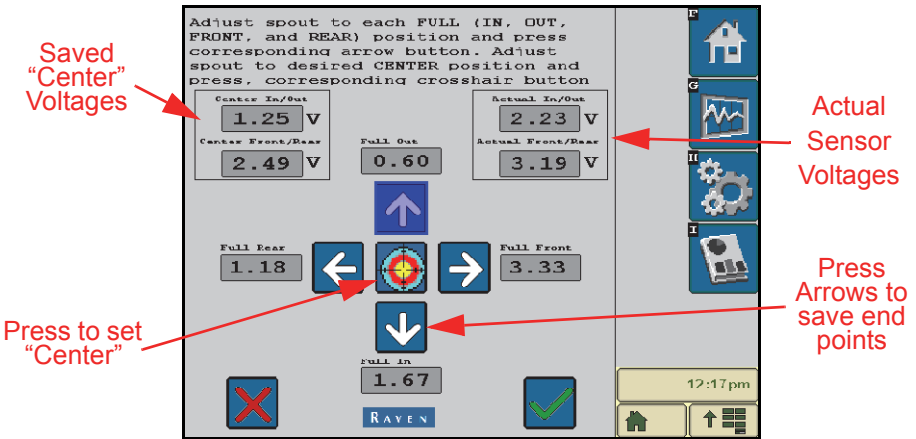 Adjust spout to each FULL (IN, OUT,
FRONT, and REAR) position and press
corresponding arrow button. Adjust
spout to desired CENTER position and
press, corresponding crosshair button
Saved
“Center”
Voltages
Center In/Out
1.25 V
Center Front/Rear
2.49 V
Full Out
0.60
Actual In/Out
2.23 V
Actual Front/Rear
3.19 V
Actual
Sensor
Voltages
Full Rear
1.18
Full Front
3.33
Press to set
“Center”
Press
Arrows to
save end
points
Full In
1.67
RAVEN
F
G
H
I
12:17pm